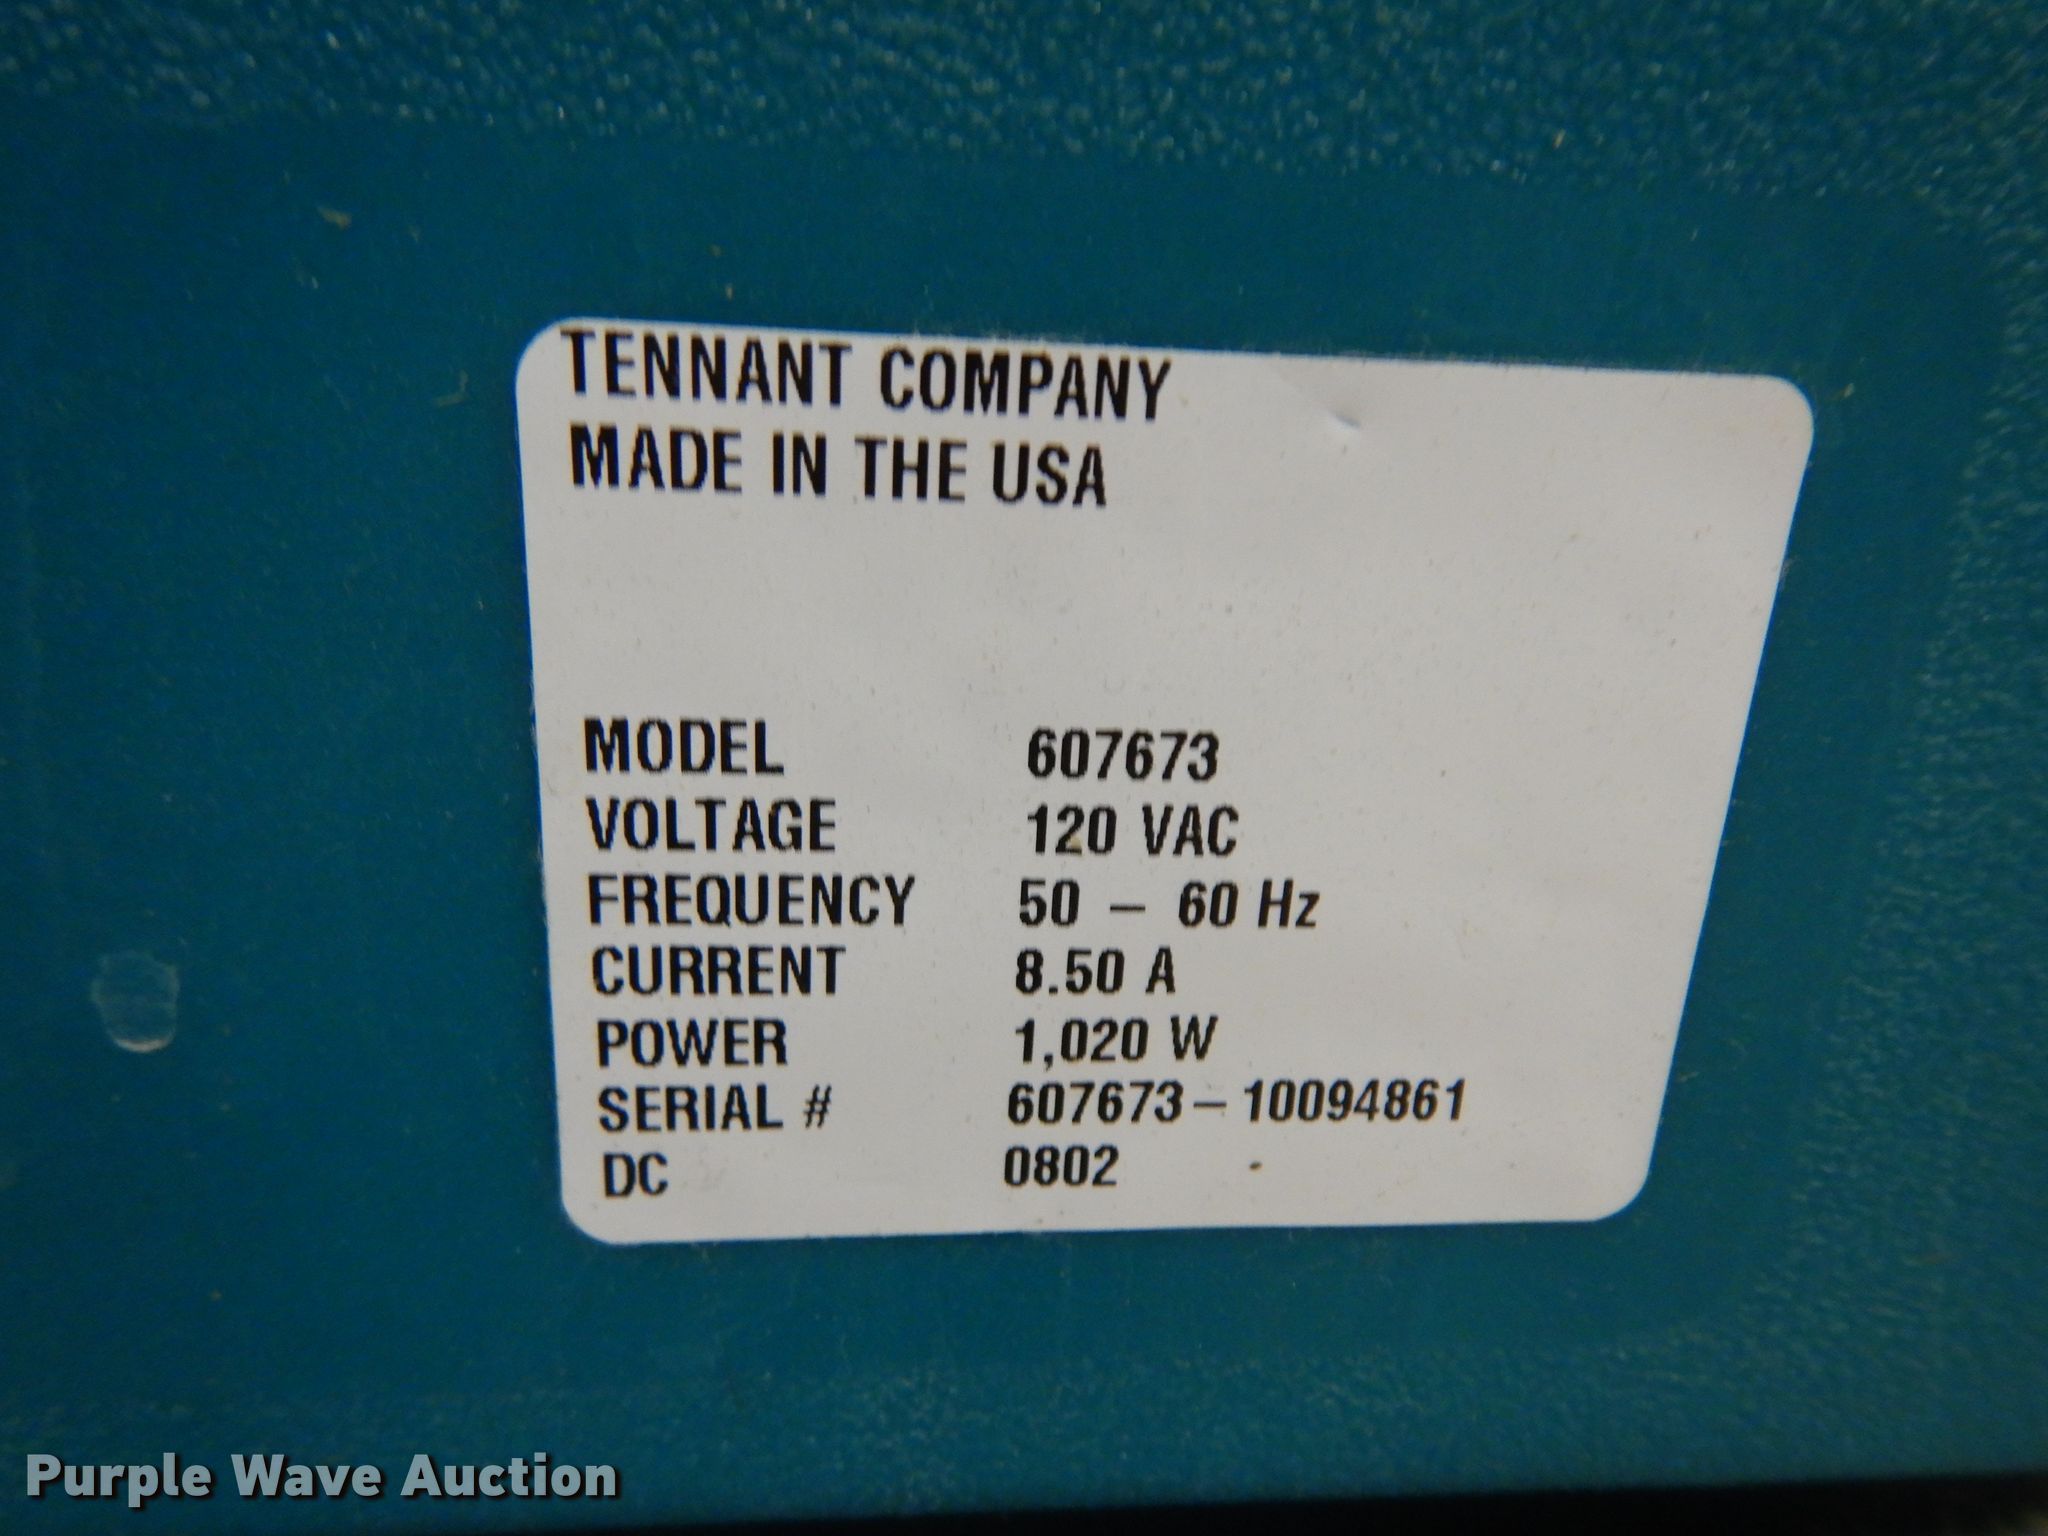 TENNANT COMPANY
MADE IN THE USA
MODEL 607673
VOLTAGE 120 VAC
FREQUENCY 50 – 60 Hz
CURRENT 8.50 A
POWER 1,020 W
SERIAL # 607673–10094861
DC 0802
Purple Wave Auction